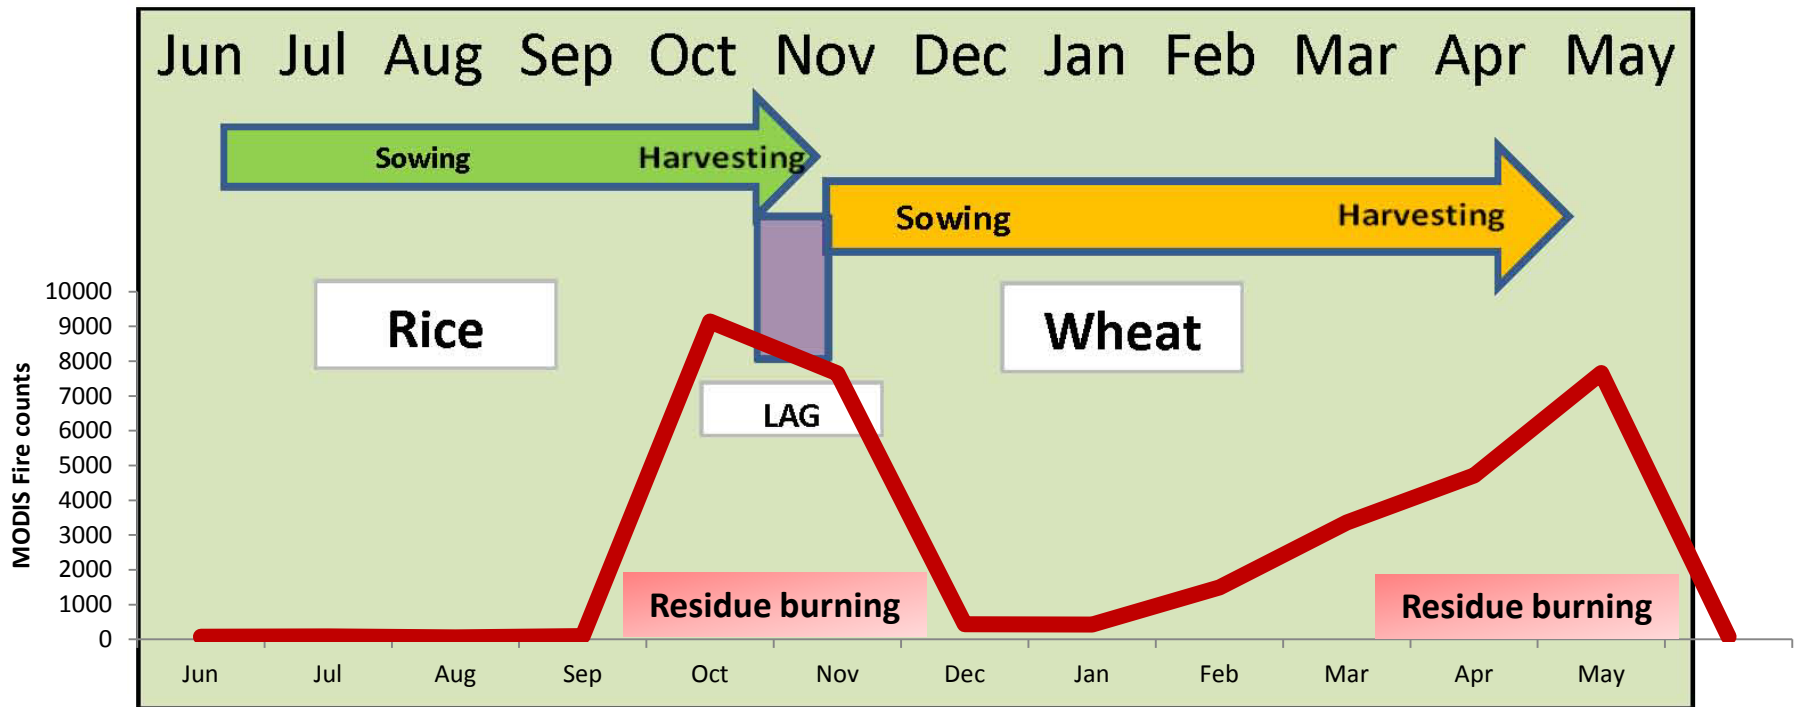 Jun Jul Aug Sep Oct Nov Dec Jan Feb Mar Apr May
Sowing Harvesting
Sowing Harvesting
Rice
Wheat
LAG
MODIS Fire counts
10000
9000
8000
7000
6000
5000
4000
3000
2000
1000
0
Residue burning
Residue burning
Jun Jul Aug Sep Oct Nov Dec Jan Feb Mar Apr May